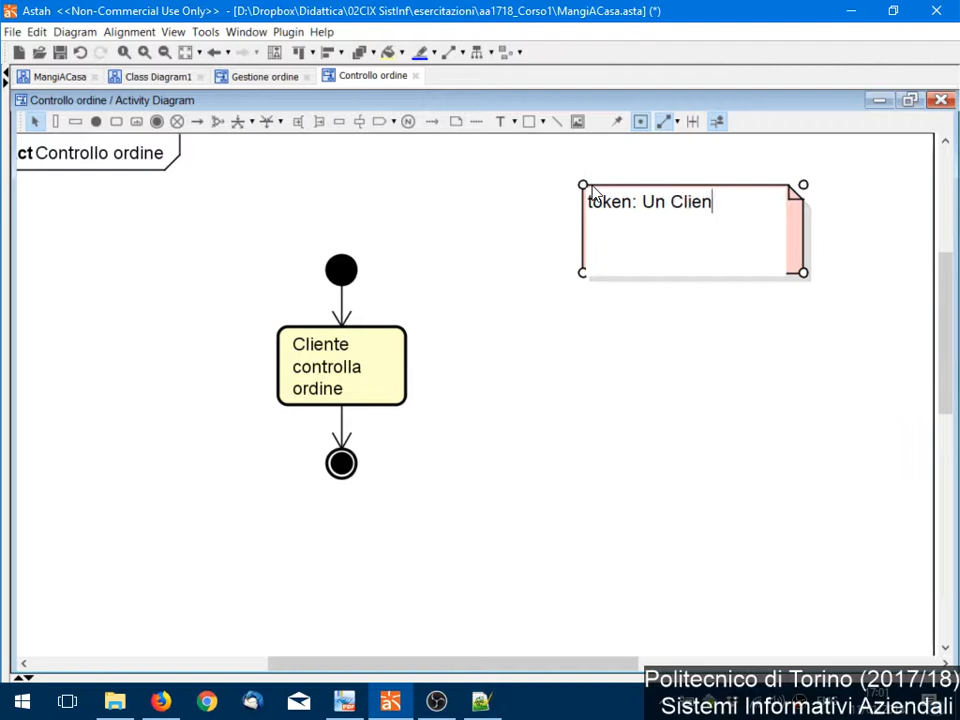 Astah <<Non-Commercial Use Only>> - [D:\Dropbox\Didattica\02CIX SistInf\esercitazioni\aa1718_Corso1\MangiACasa.asta] (*)
File Edit Diagram Alignment View Tools Window Plugin Help
MangiACasa Class Diagram1 Gestione ordine Controllo ordine
Controllo ordine / Activity Diagram
ct Controllo ordine
token: Un Clien
Cliente
controlla
ordine
Politecnico di Torino (2017/18)
7:01
Sistemi Informativi Aziendali